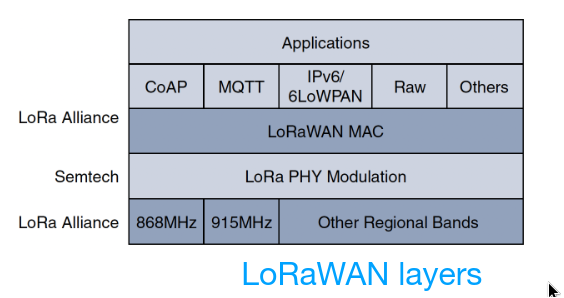 Applications
CoAP MQTT IPv6/ 6LoWPAN Raw Others
LoRa Alliance
LoRaWAN MAC
Semtech LoRa PHY Modulation
LoRa Alliance 868MHz 915MHz Other Regional Bands
LoRaWAN layers